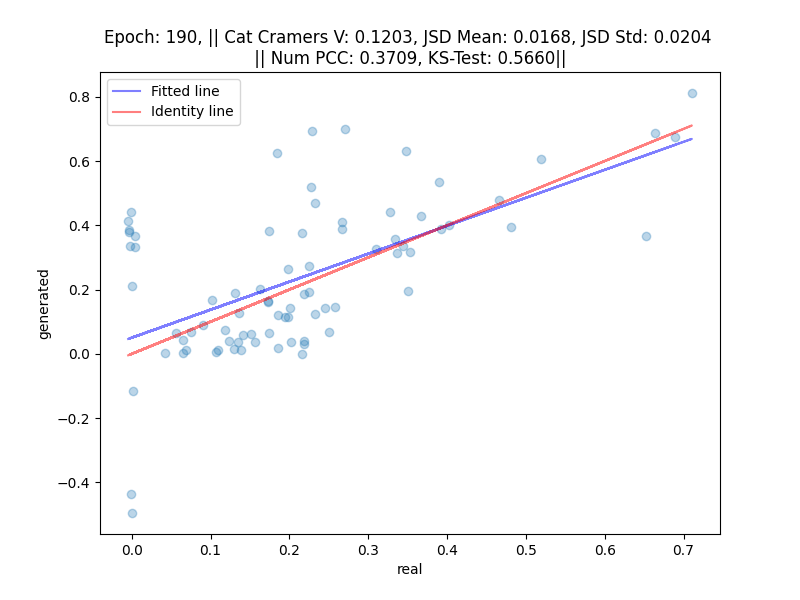 Epoch: 190, || Cat Cramers V: 0.1203, JSD Mean: 0.0168, JSD Std: 0.0204
|| Num PCC: 0.3709, KS-Test: 0.5660||
Fitted line
Identity line
0.8
0.6
0.4
0.2
0.0
−0.2
−0.4
generated
0.0 0.1 0.2 0.3 0.4 0.5 0.6 0.7
real